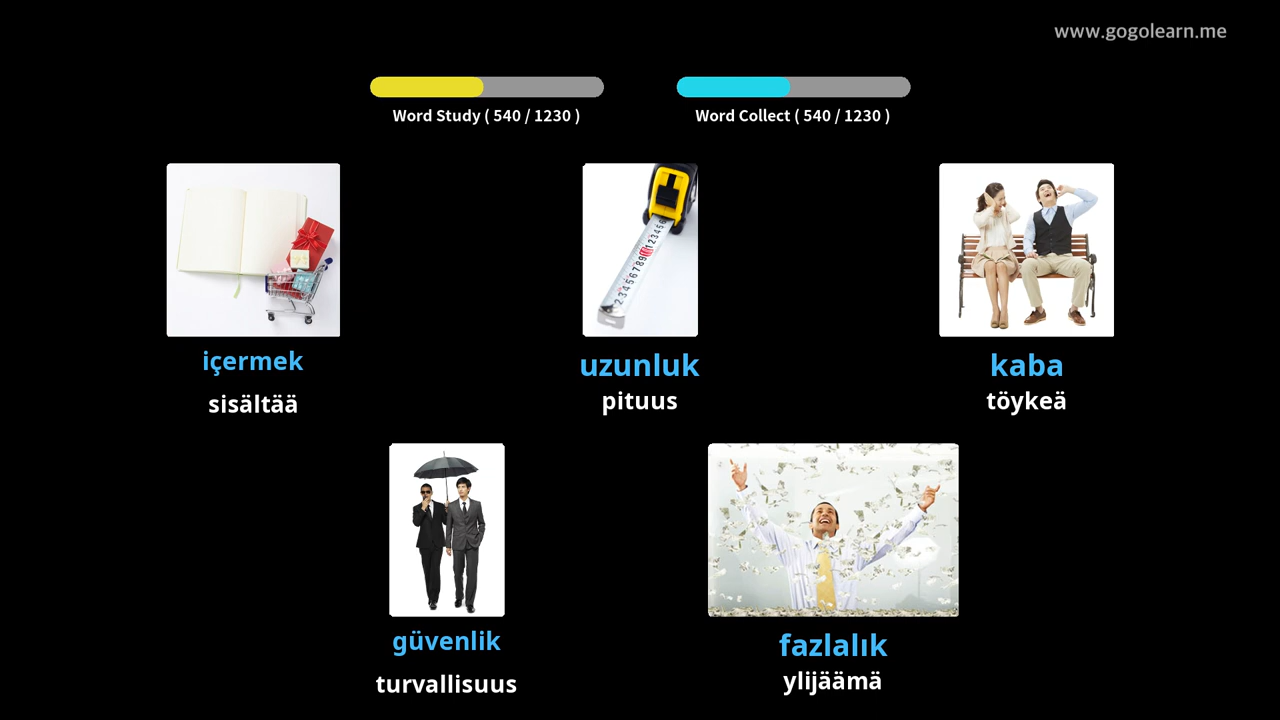 www.gogolearn.me
Word Study ( 540 / 1230 )
Word Collect ( 540 / 1230 )
içermek
sisältää
uzunluk
pituus
kaba
töykeä
güvenlik
turvallisuus
fazlalık
ylijäämä